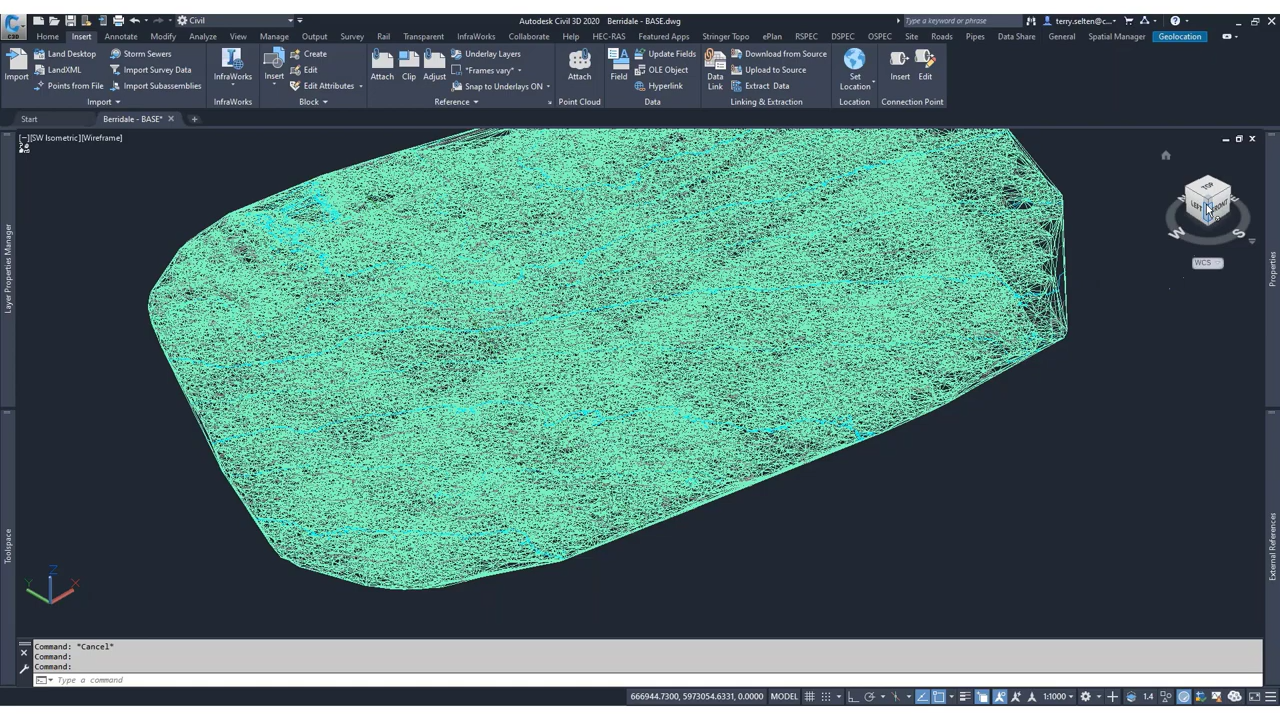 Civil
Autodesk Civil 3D 2020 Berridale - BASE.dwg
Type a keyword or phrase
terry.selten@c...
C3D
Home Insert Annotate Modify Analyze View Manage Output Survey Rail Transparent InfraWorks Collaborate Help HEC-RAS Featured Apps Stringer Topo ePlan RSPEC DSPEC OSPEC Site Roads Pipes Data Share General Spatial Manager Geolocation
Land Desktop Storm Sewers Create Underlay Layers Update Fields Download from Source
Import LandXML Import Survey Data InfraWorks Insert Edit Attach Clip Adjust *Frames vary* Attach Field OLE Object Data Link Upload to Source Set Location Insert Edit
Points from File Import Subassemblies Edit Attributes Snap to Underlays ON Hyperlink Extract Data
Import InfraWorks Block Reference Point Cloud Data Linking & Extraction Location Connection Point
Start Berridale - BASE*
[−][SW Isometric][Wireframe]
TOP
LEFT FRONT
W S
WCS
Layer Properties Manager
Properties
Toolspace
External References
Z
Y X
Command: *Cancel*
Command:
Command:
Type a command
666944.7300, 5973054.6331, 0.0000 MODEL 1:1000 1.4